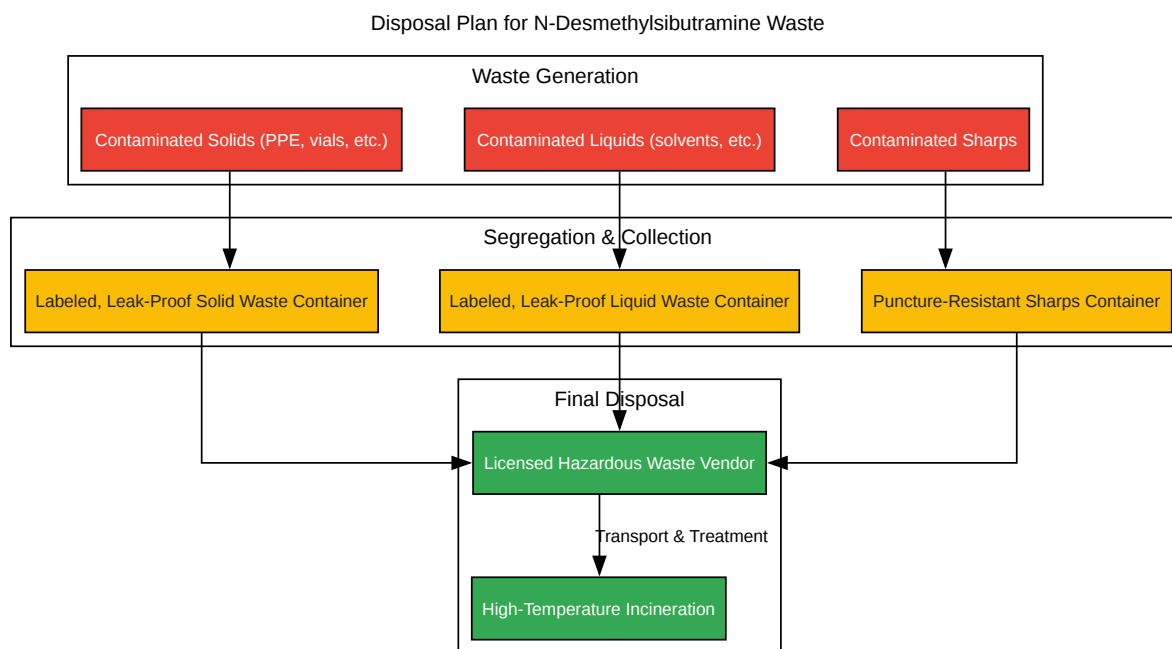 Disposal Plan for N-Desmethylsibutramine Waste
Waste Generation
Contaminated Solids (PPE, vials, etc.)
Contaminated Liquids (solvents, etc.)
Contaminated Sharps
Segregation & Collection
Labeled, Leak-Proof Solid Waste Container
Labeled, Leak-Proof Liquid Waste Container
Puncture-Resistant Sharps Container
Final Disposal
Licensed Hazardous Waste Vendor
Transport & Treatment
High-Temperature Incineration